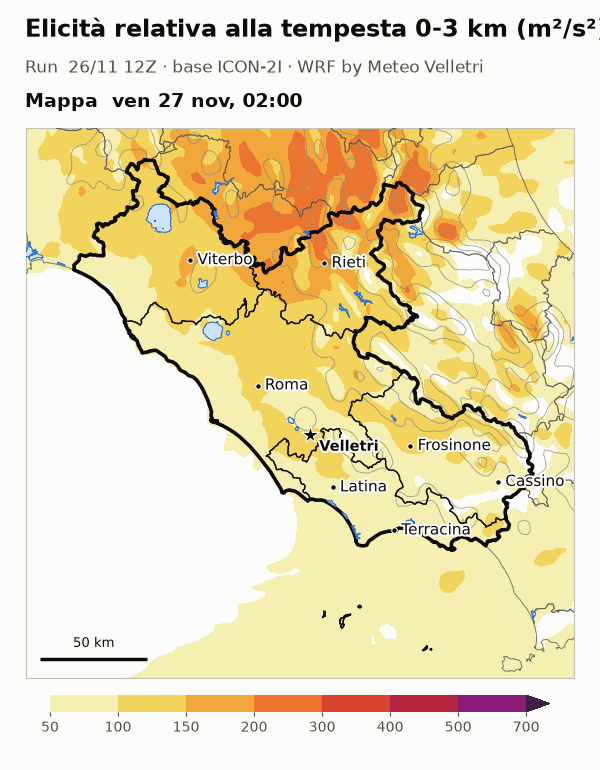 Elicità relativa alla tempesta 0-3 km (m²/s²)
Run 26/11 12Z · base ICON-2I · WRF by Meteo Velletri
Mappa ven 27 nov, 02:00
Viterbo
Rieti
Roma
Velletri
Frosinone
Cassino
Latina
Terracina
50 km
50 100 150 200 300 400 500 700